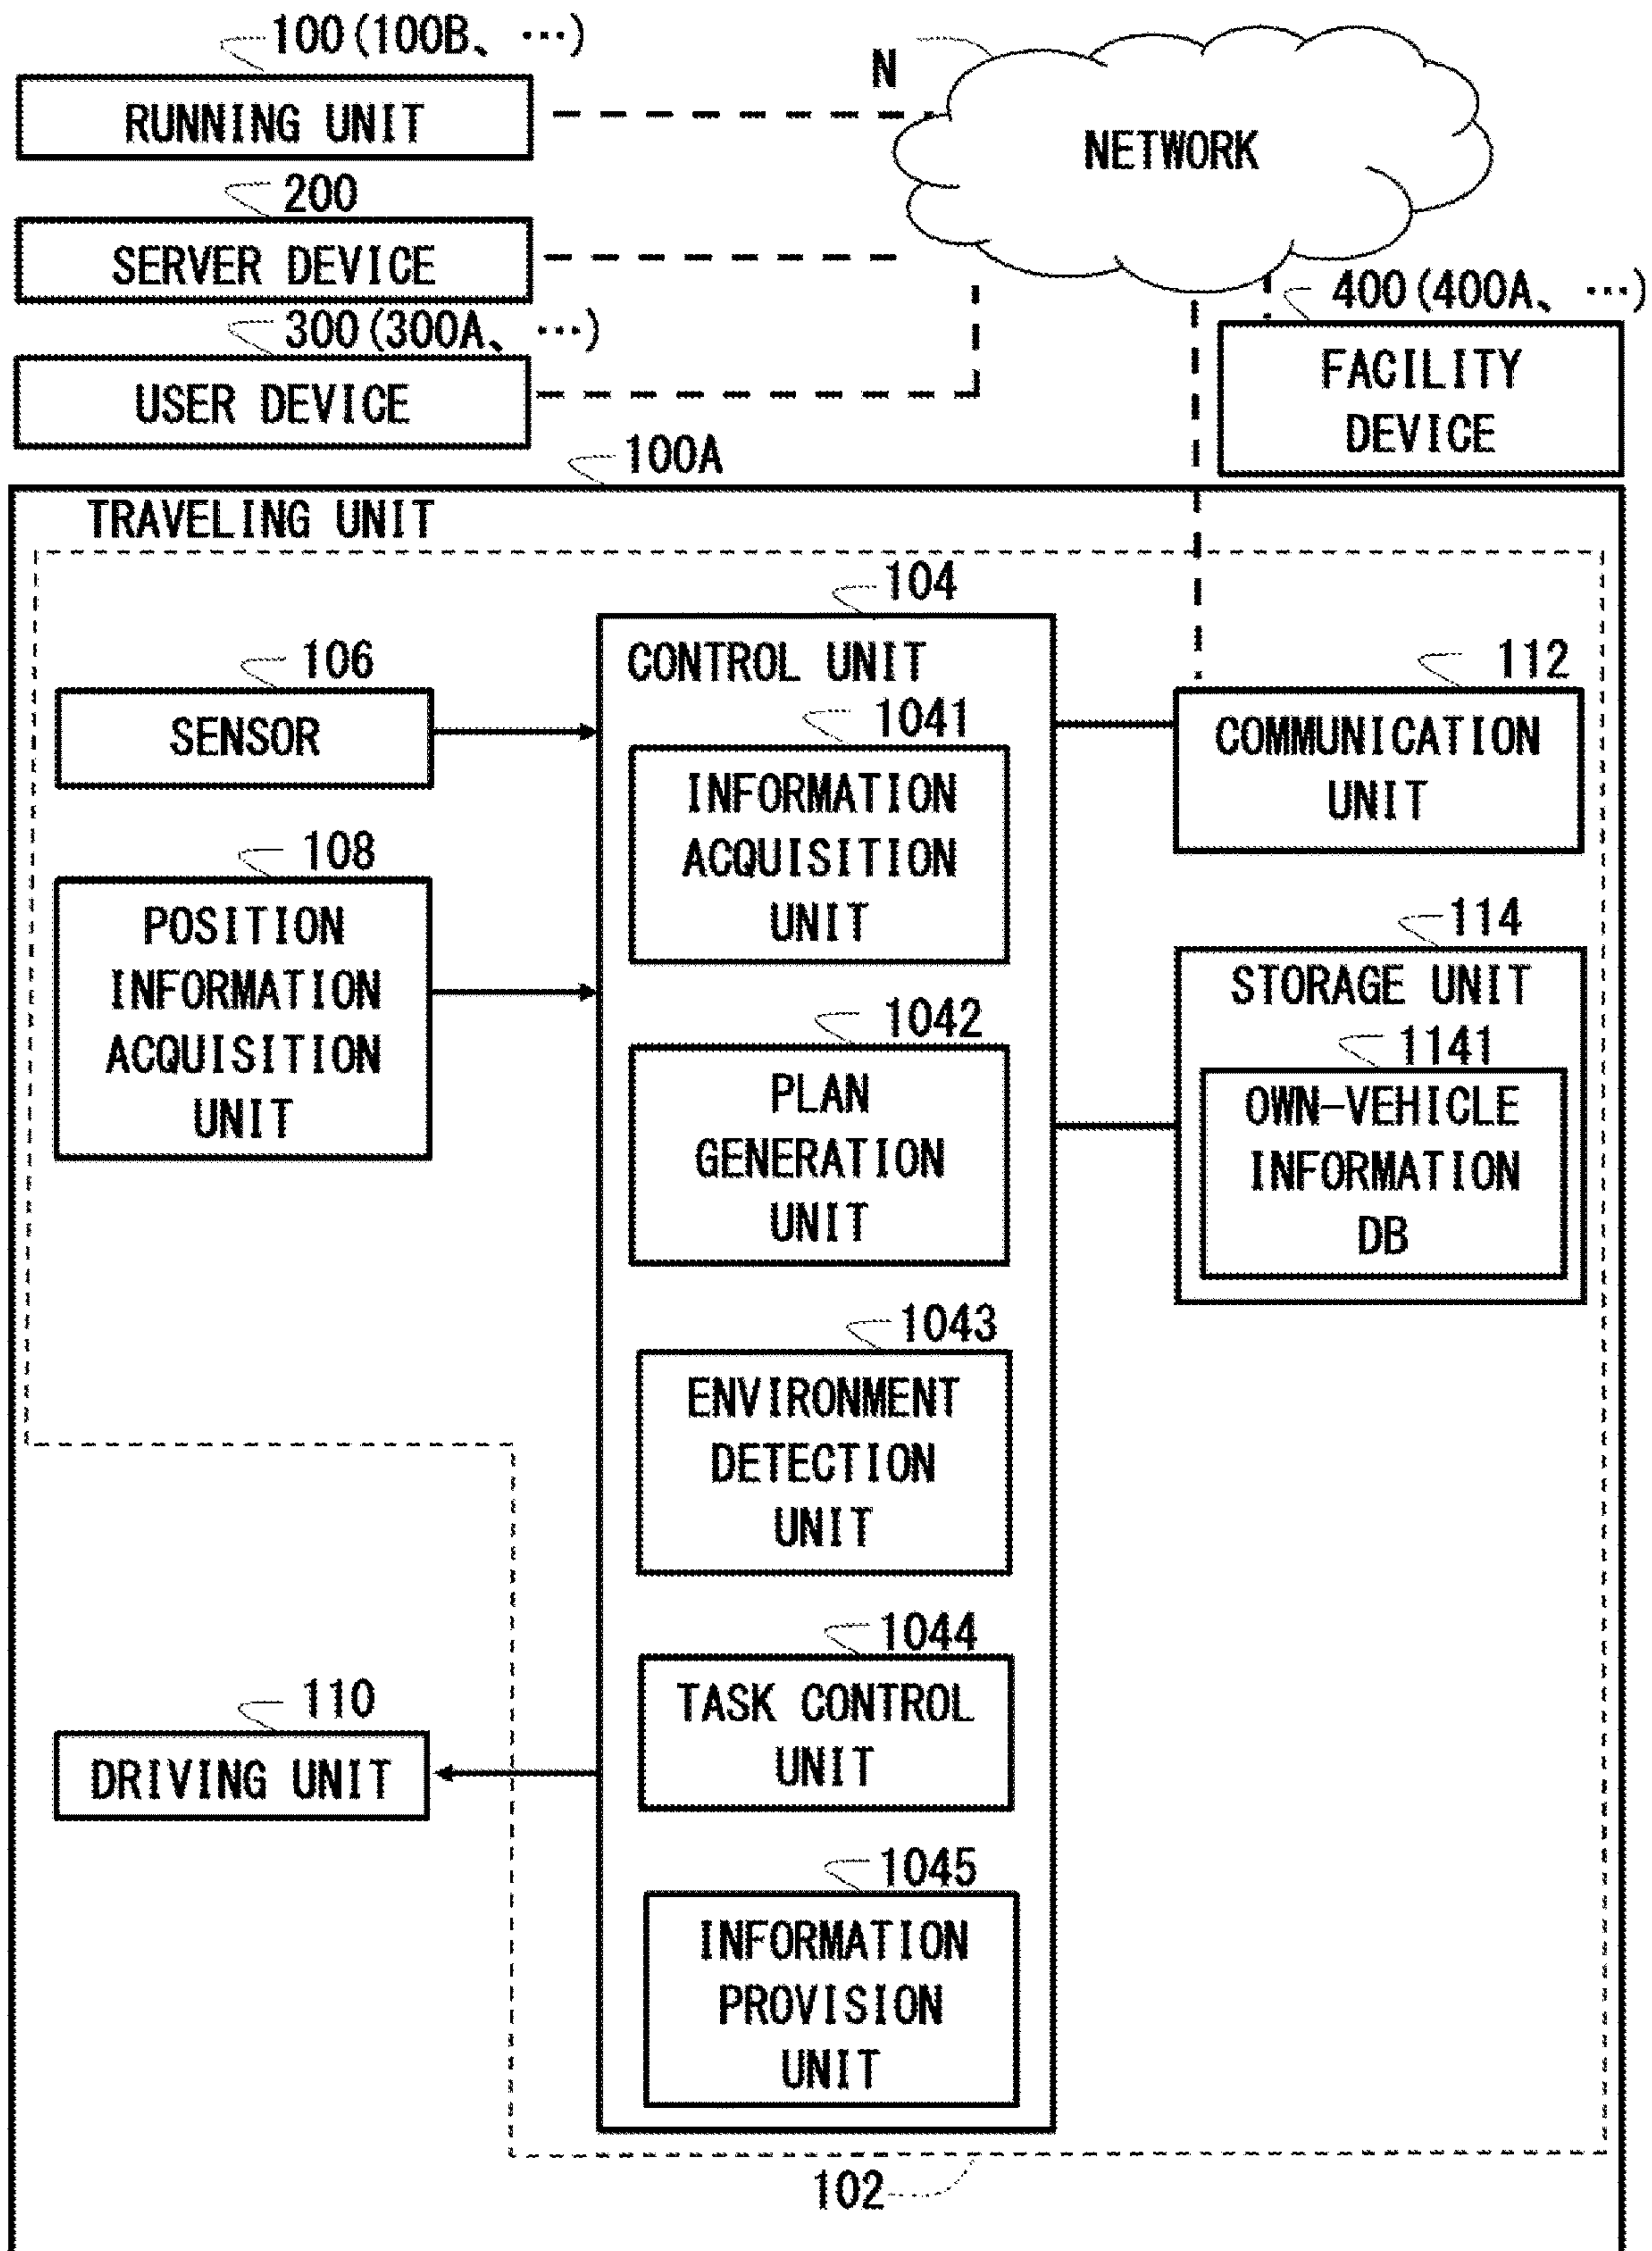 100(100B、…)
RUNNING UNIT
N
NETWORK
200
SERVER DEVICE
300(300A、…)
USER DEVICE
400(400A、…)
FACILITY
DEVICE
100A
TRAVELING UNIT
104
CONTROL UNIT
106
SENSOR
108
POSITION
INFORMATION
ACQUISITION
UNIT
1041
INFORMATION
ACQUISITION
UNIT
1042
PLAN
GENERATION
UNIT
1043
ENVIRONMENT
DETECTION
UNIT
1044
TASK CONTROL
UNIT
1045
INFORMATION
PROVISION
UNIT
112
COMMUNICATION
UNIT
114
STORAGE UNIT
1141
OWN-VEHICLE
INFORMATION
DB
110
DRIVING UNIT
102